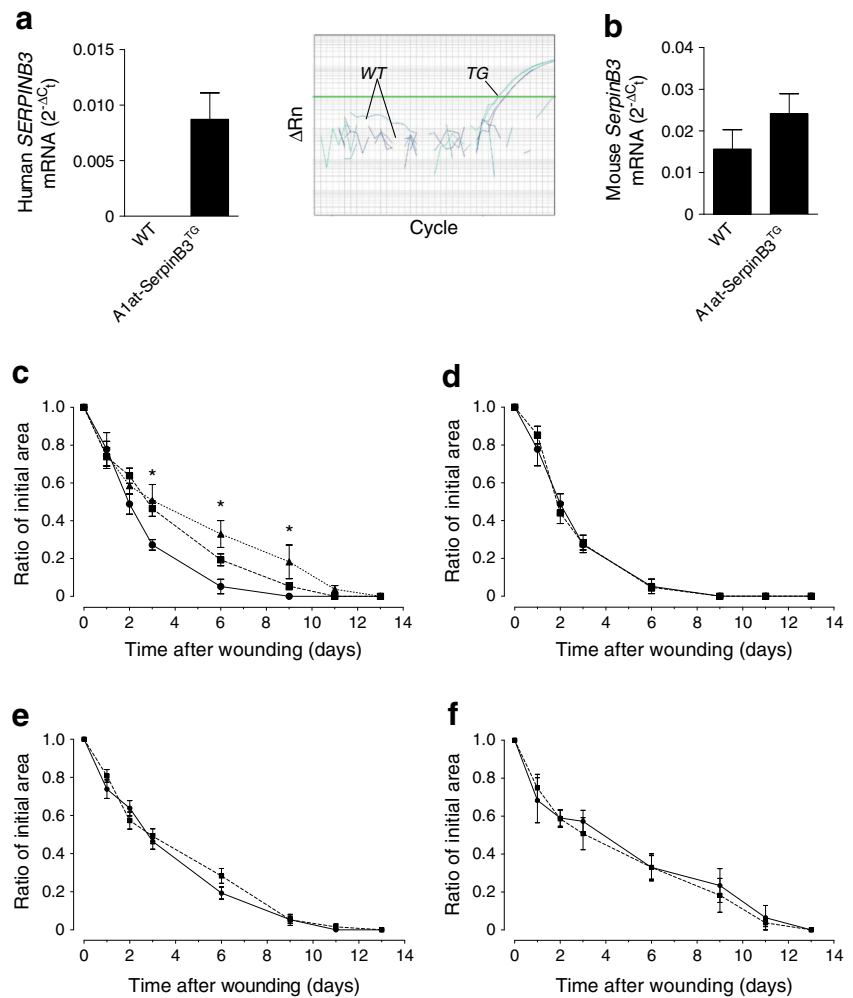 a
Human SERPINB3
mRNA (2-ΔCt)
0.015
0.010
0.005
0
WT
A1at-SerpinB3TG
WT
TG
ΔRn
Cycle
b
Mouse SerpinB3
mRNA (2-ΔCt)
0.04
0.03
0.02
0.01
0
WT
A1at-SerpinB3TG
c
Ratio of initial area
1.0
0.8
0.6
0.4
0.2
0
* * *
0 2 4 6 8 10 12 14
Time after wounding (days)
d
Ratio of initial area
1.0
0.8
0.6
0.4
0.2
0
0 2 4 6 8 10 12 14
Time after wounding (days)
e
Ratio of initial area
1.0
0.8
0.6
0.4
0.2
0
0 2 4 6 8 10 12 14
Time after wounding (days)
f
Ratio of initial area
1.0
0.8
0.6
0.4
0.2
0
0 2 4 6 8 10 12 14
Time after wounding (days)